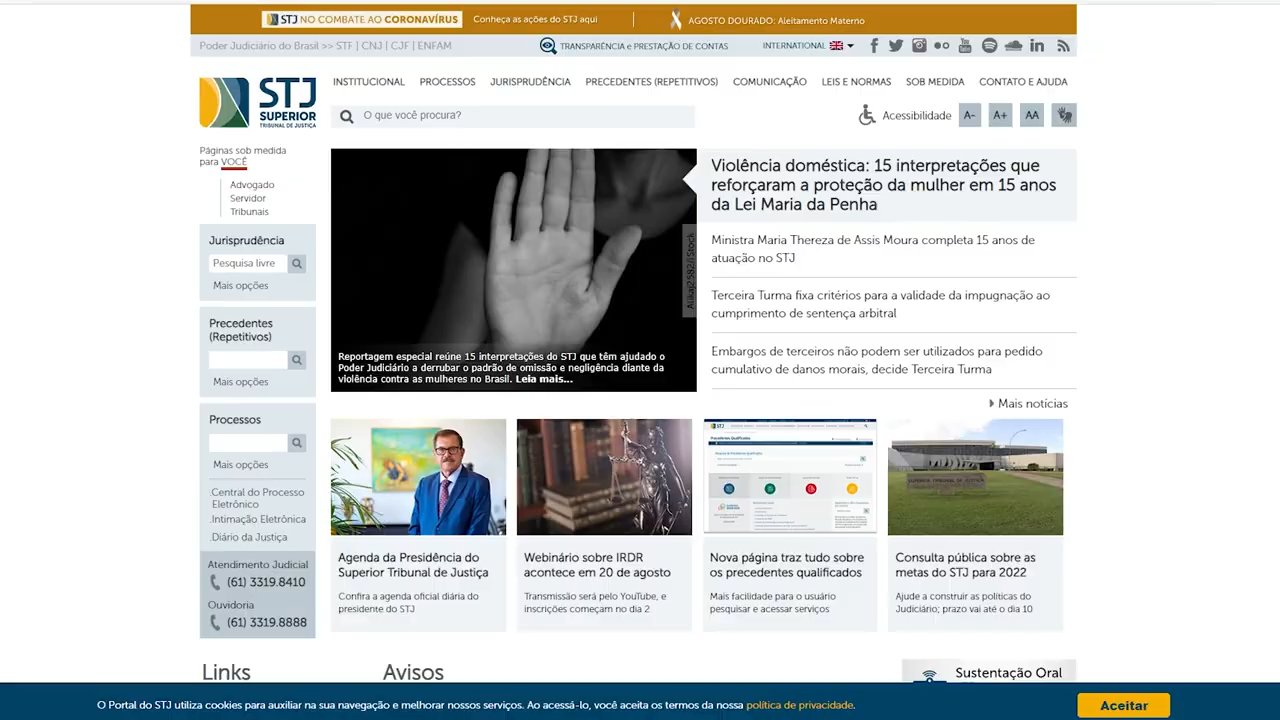 STJ NO COMBATE AO CORONAVÍRUS
Conheça as ações do STJ aqui
AGOSTO DOURADO: Aleitamento Materno
Poder Judiciário do Brasil >> STF | CNJ | CJF | ENFAM
TRANSPARÊNCIA e PRESTAÇÃO DE CONTAS
INTERNATIONAL
STJ
SUPERIOR
TRIBUNAL DE JUSTIÇA
INSTITUCIONAL
PROCESSOS
JURISPRUDÊNCIA
PRECEDENTES (REPETITIVOS)
COMUNICAÇÃO
LEIS E NORMAS
SOB MEDIDA
CONTATO E AJUDA
O que você procura?
Acessibilidade
A-
A+
AA
Páginas sob medida
para VOCÊ
Advogado
Servidor
Tribunais
Jurisprudência
Pesquisa livre
Mais opções
Precedentes
(Repetitivos)
Mais opções
Processos
Mais opções
.Central do Processo
Eletrônico
.Intimação Eletrônica
.Diário da Justiça
Atendimento Judicial
(61) 3319.8410
Ouvidoria
(61) 3319.8888
Reportagem especial reúne 15 interpretações do STJ que têm ajudado o
Poder Judiciário a derrubar o padrão de omissão e negligência diante da
violência contra as mulheres no Brasil. Leia mais...
Violência doméstica: 15 interpretações que
reforçaram a proteção da mulher em 15 anos
da Lei Maria da Penha
Ministra Maria Thereza de Assis Moura completa 15 anos de
atuação no STJ
Terceira Turma fixa critérios para a validade da impugnação ao
cumprimento de sentença arbitral
Embargos de terceiros não podem ser utilizados para pedido
cumulativo de danos morais, decide Terceira Turma
Mais notícias
Agenda da Presidência do
Superior Tribunal de Justiça
Confira a agenda oficial diária do
presidente do STJ
Webinário sobre IRDR
acontece em 20 de agosto
Transmissão será pelo YouTube, e
inscrições começam no dia 2
Nova página traz tudo sobre
os precedentes qualificados
Mais facilidade para o usuário
pesquisar e acessar serviços
Consulta pública sobre as
metas do STJ para 2022
Ajude a construir as políticas do
Judiciário; prazo vai até o dia 10
Links
Avisos
Sustentação Oral
O Portal do STJ utiliza cookies para auxiliar na sua navegação e melhorar nossos serviços. Ao acessá-lo, você aceita os termos da nossa política de privacidade.
Aceitar